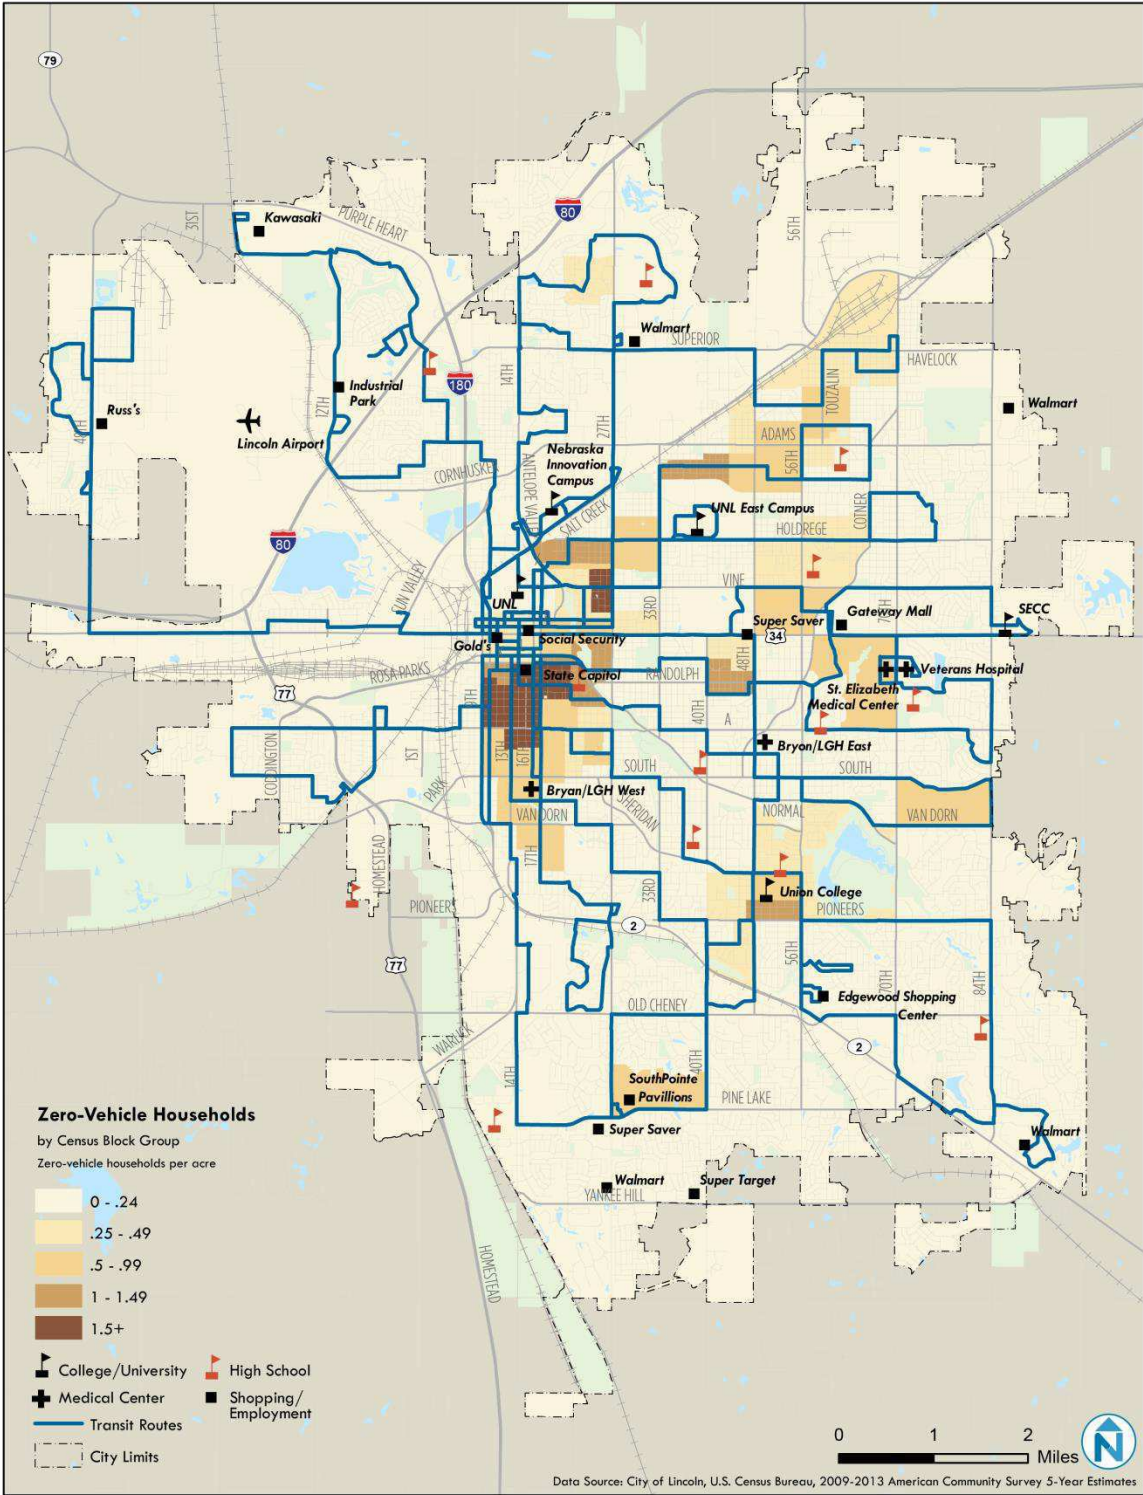 79
Kawasaki
31ST
PURPLE HEART
80
56TH
Walmart
SUPERIOR
HAVELOCK
14TH
180
Industrial
Park
12TH
TOUZALIN
Walmart
Russ's
48TH
Lincoln Airport
27TH
ADAMS
Nebraska
Innovation
Campus
ANTELOPE VALLEY
CORNHUSKER
56TH
SALT CREEK
UNL East Campus
COTNER
HOLDREGE
80
SUN VALLEY
VINE
UNL
33RD
Gateway Mall
70TH
SECC
Super Saver
34
Social Security
Gold's
48TH
ROSA PARKS
State Capitol
RANDOLPH
Veterans Hospital
77
9TH
St. Elizabeth
Medical Center
40TH
A
CODDINGTON
1ST
13TH
16TH
Bryon/LGH East
SOUTH
SOUTH
PARK
Bryan/LGH West
SHERIDAN
NORMAL
VAN DORN
VAN DORN
17TH
HOMESTEAD
33RD
Union College
PIONEERS
PIONEERS
2
56TH
77
70TH
84TH
Edgewood Shopping
Center
OLD CHENEY
WARLICK
2
14TH
40TH
SouthPointe
Pavillions
PINE LAKE
Super Saver
Walmart
Walmart
Super Target
YANKEE HILL
HOMESTEAD
Zero-Vehicle Households
by Census Block Group
Zero-vehicle households per acre
0 - .24
.25 - .49
.5 - .99
1 - 1.49
1.5+
College/University
High School
Medical Center
Shopping/
Employment
Transit Routes
City Limits
0 1 2
Miles
N
Data Source: City of Lincoln, U.S. Census Bureau, 2009-2013 American Community Survey 5-Year Estimates